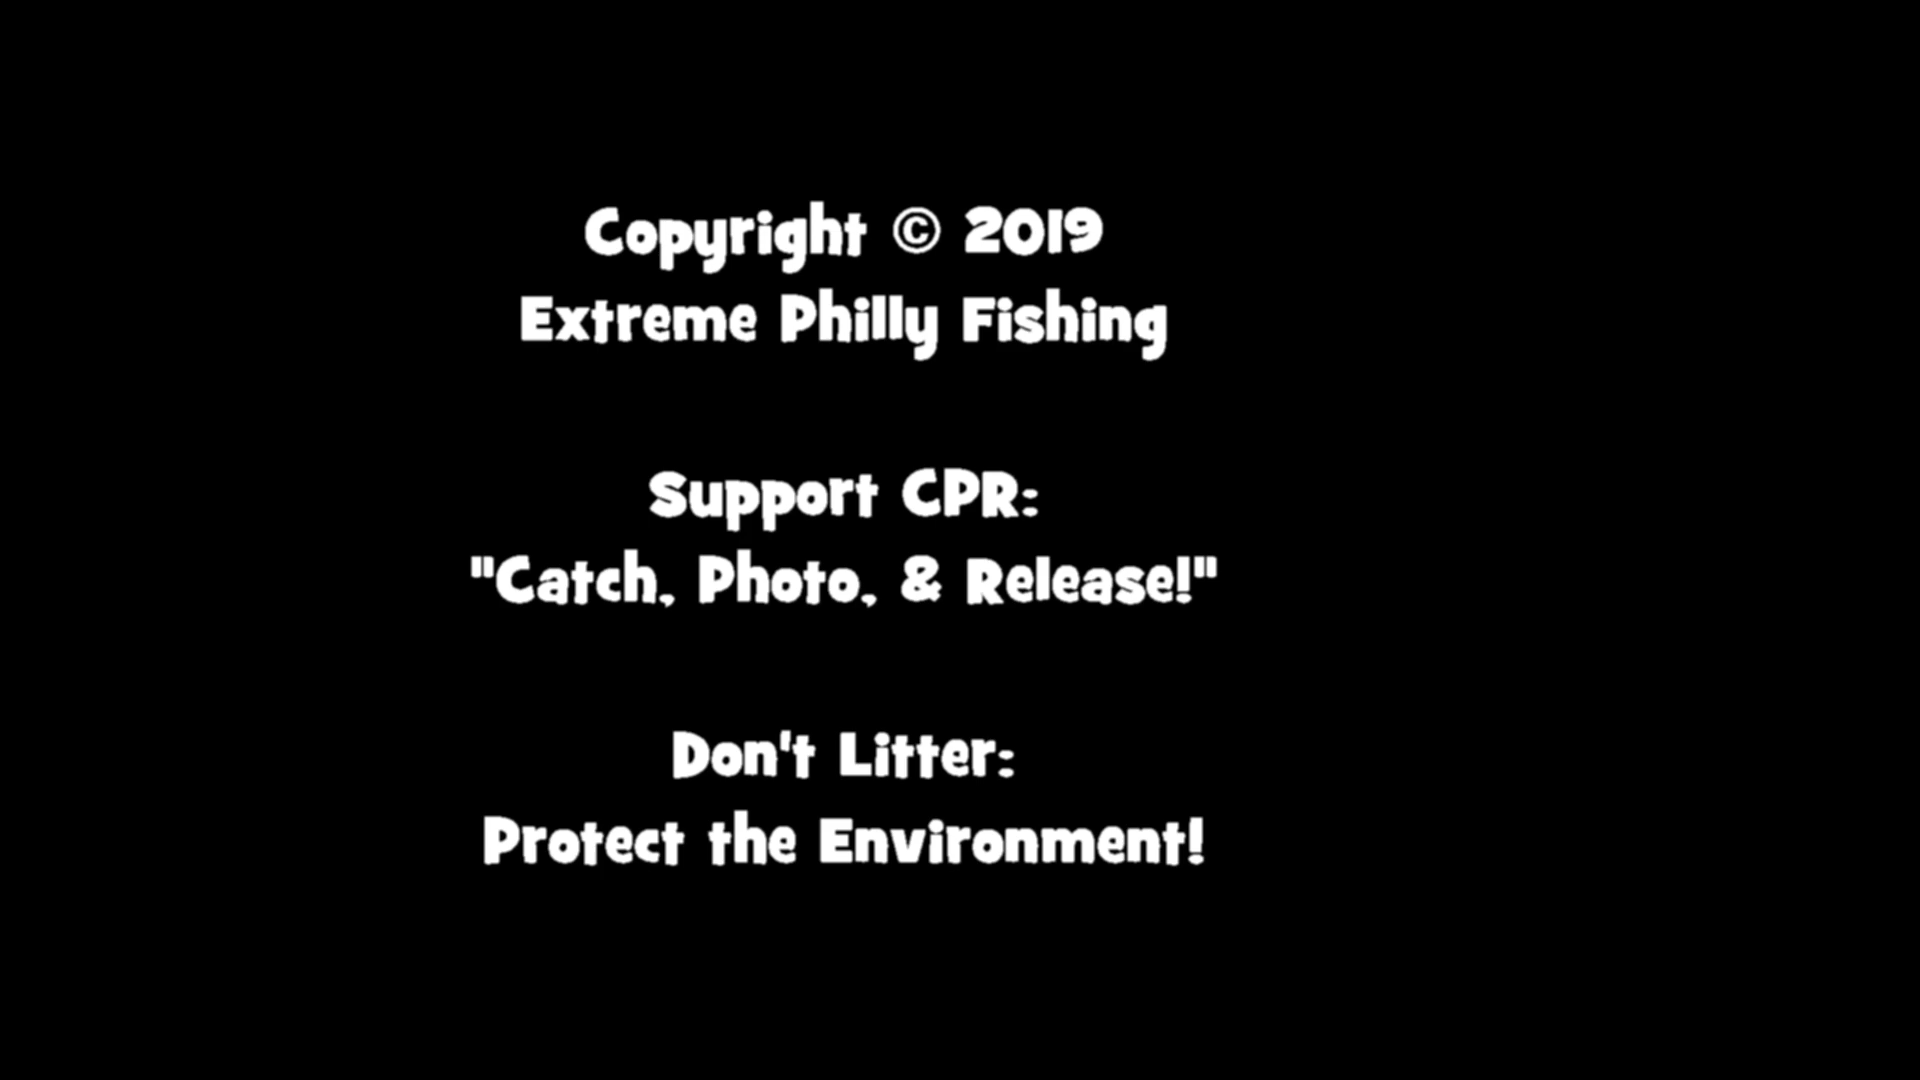 Copyright © 2019
Extreme Philly Fishing
Support CPR:
"Catch, Photo, & Release!"
Don't Litter:
Protect the Environment!